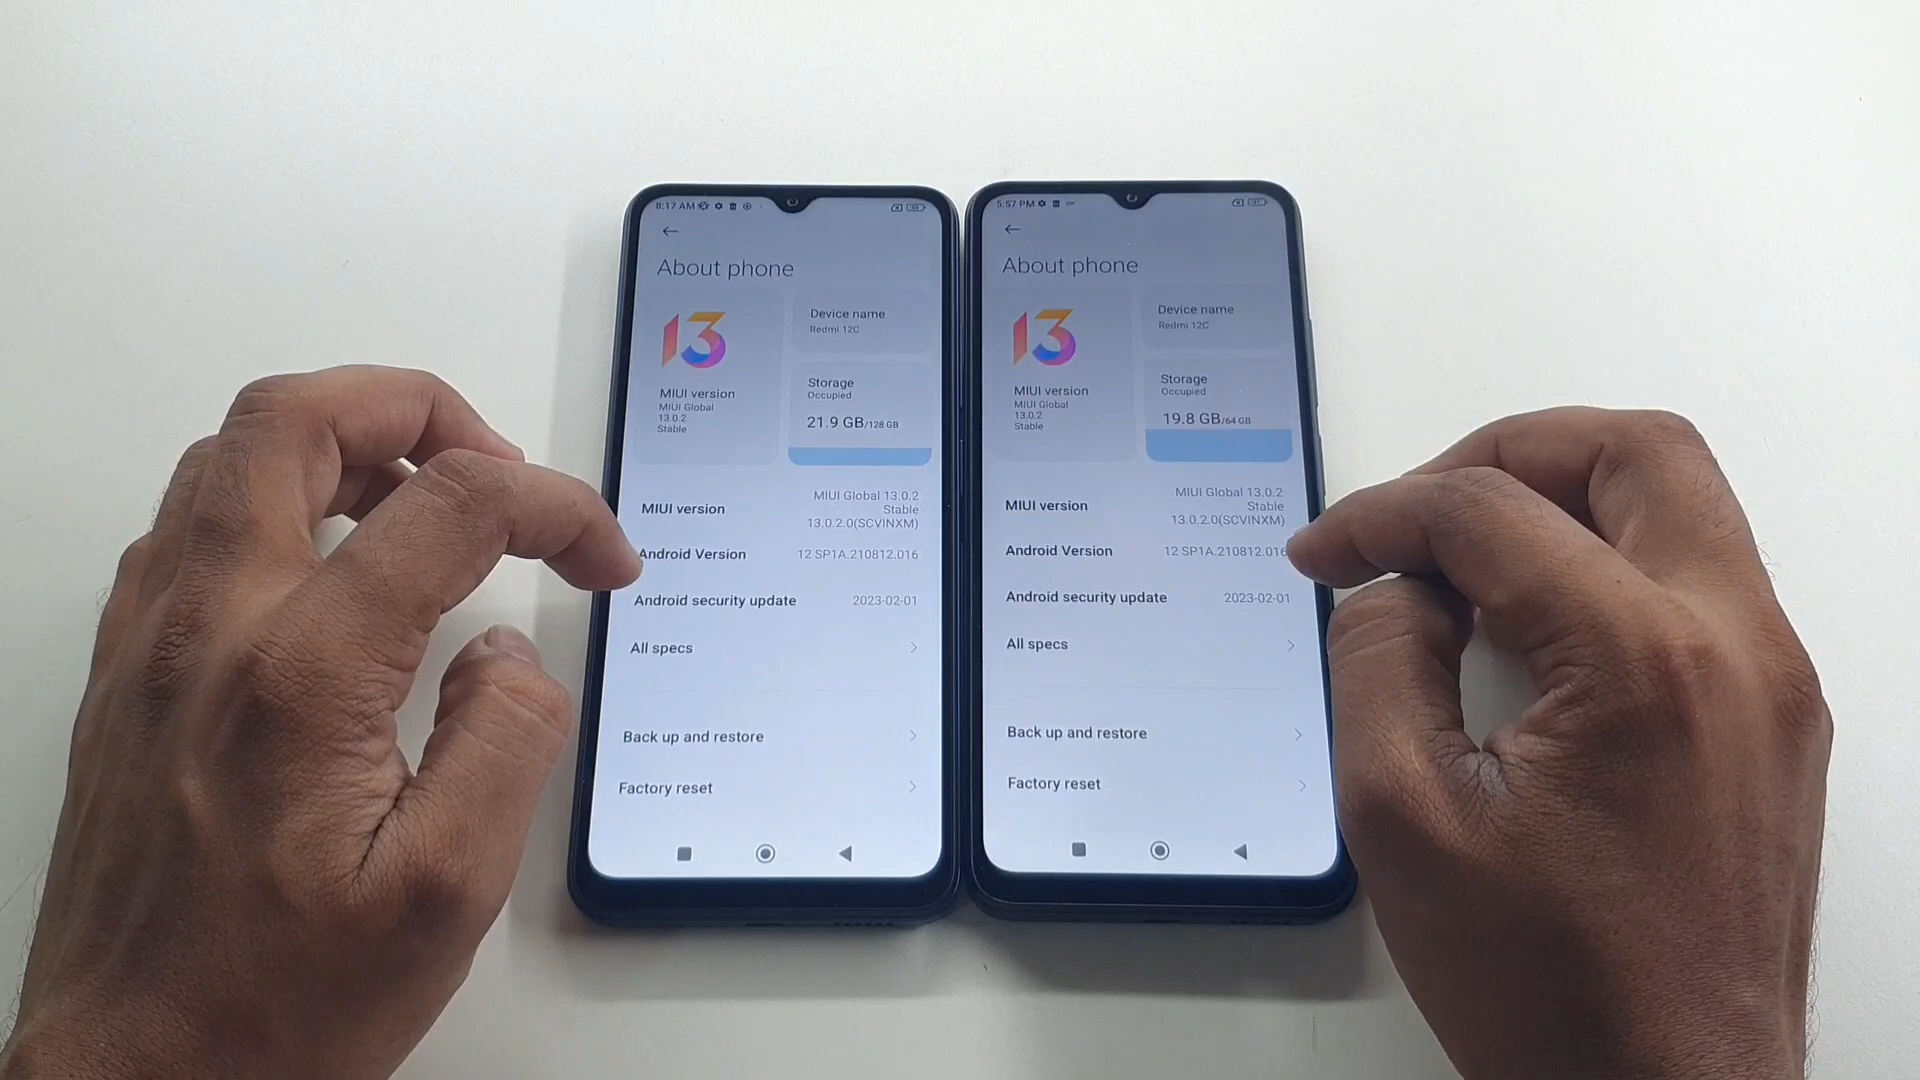 8:17 AM
About phone
13
MIUI version
MIUI Global
13.0.2
Stable
Device name
Redmi 12C
Storage
Occupied
21.9 GB/128 GB
MIUI version
MIUI Global 13.0.2
Stable
13.0.2.0(SCVINXM)
Android Version 12 SP1A.210812.016
Android security update 2023-02-01
All specs
Back up and restore
Factory reset
5:57 PM
About phone
13
MIUI version
MIUI Global
13.0.2
Stable
Device name
Redmi 12C
Storage
Occupied
19.8 GB/64 GB
MIUI version
MIUI Global 13.0.2
Stable
13.0.2.0(SCVINXM)
Android Version 12 SP1A.210812.016
Android security update 2023-02-01
All specs
Back up and restore
Factory reset